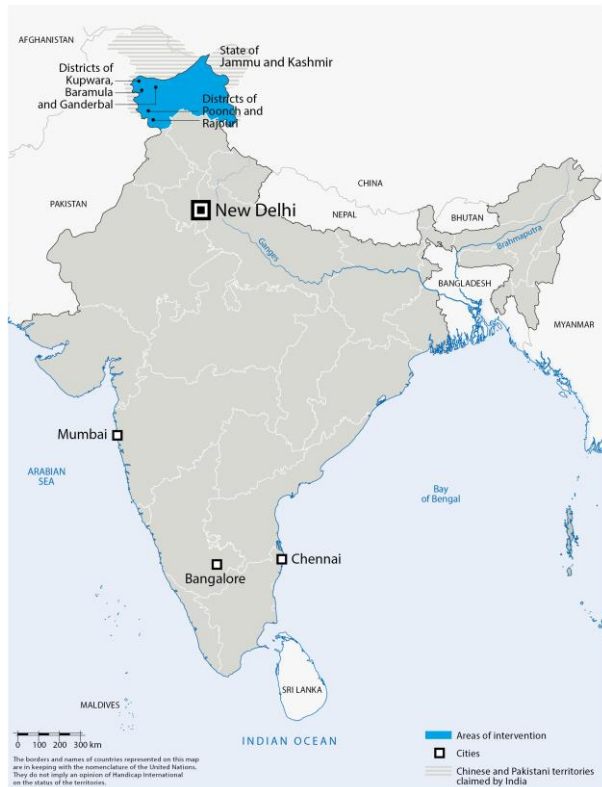 AFGHANISTAN
State of
Jammu and Kashmir
Districts of
Kupwara,
Baramula
and Ganderbal
Districts of
Poonch and
Rajouri
CHINA
PAKISTAN
New Delhi
NEPAL
BHUTAN
Ganges
Brahmaputra
BANGLADESH
MYANMAR
Mumbai
ARABIAN
SEA
Bay
of Bengal
Chennai
Bangalore
SRI LANKA
MALDIVES
INDIAN OCEAN
0 100 200 300 km
The borders and names of countries represented on this map
are in keeping with the nomenclature of the United Nations.
They do not imply an opinion of Handicap International
on the status of the territories.
Areas of intervention
Cities
Chinese and Pakistani territories
claimed by India